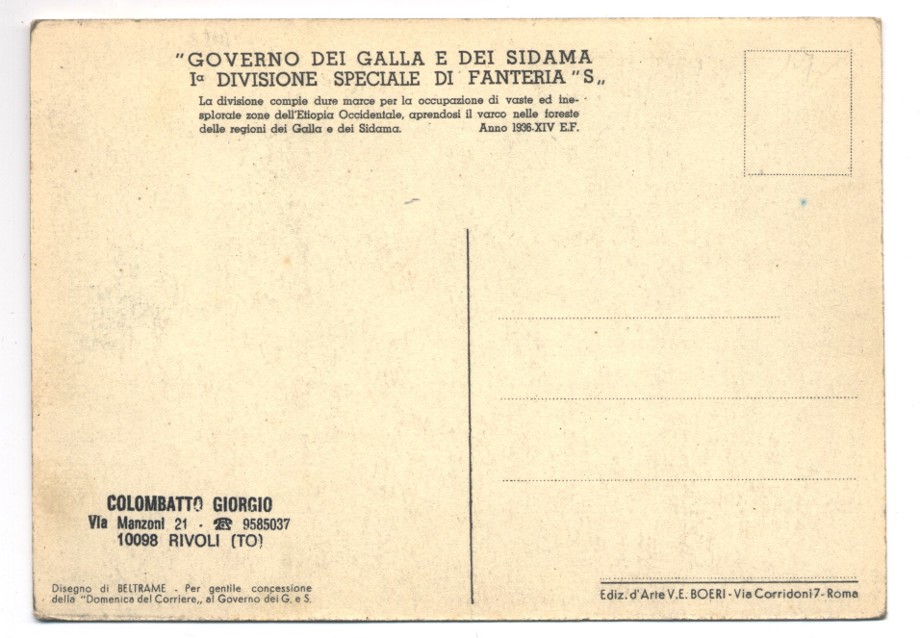 "GOVERNO DEI GALLA E DEI SIDAMA
Iª DIVISIONE SPECIALE DI FANTERIA "S„
La divisione compie dure marce per la occupazione di vaste ed ine-
splorate zone dell'Etiopia Occidentale, aprendosi il varco nelle foreste
delle regioni dei Galla e dei Sidama. Anno 1936-XIV E.F.
COLOMBATTO GIORGIO
Via Manzoni 21 - ☎ 9585037
10098 RIVOLI (TO)
Disegno di BELTRAME - Per gentile concessione
della "Domenica del Corriere„ al Governo dei G. e S.
Ediz. d'Arte V.E. BOERI - Via Corridoni 7 - Roma